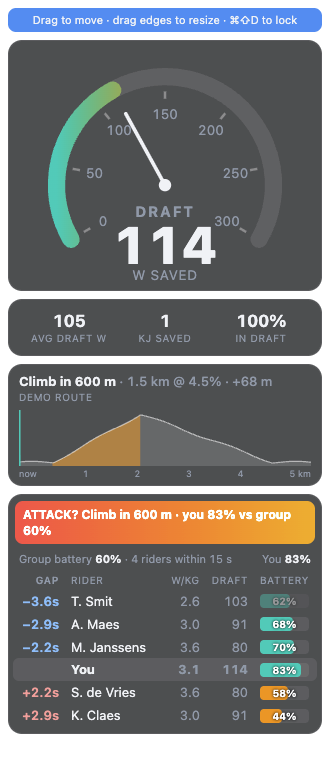 Drag to move · drag edges to resize · ⌘⇧D to lock
0
50
100
150
200
250
300
DRAFT
114
W SAVED
105 1 100%
AVG DRAFT W KJ SAVED IN DRAFT
Climb in 600 m · 1.5 km @ 4.5% · +68 m
DEMO ROUTE
now 1 2 3 4 5 km
ATTACK? Climb in 600 m · you 83% vs group
60%
Group battery 60% · 4 riders within 15 s You 83%
GAP RIDER W/KG DRAFT BATTERY
−3.6s T. Smit 2.6 103 62%
−2.9s A. Maes 3.0 91 68%
−2.2s M. Janssens 3.6 80 70%
You 3.1 114 83%
+2.2s S. de Vries 3.6 80 58%
+2.9s K. Claes 3.0 91 44%